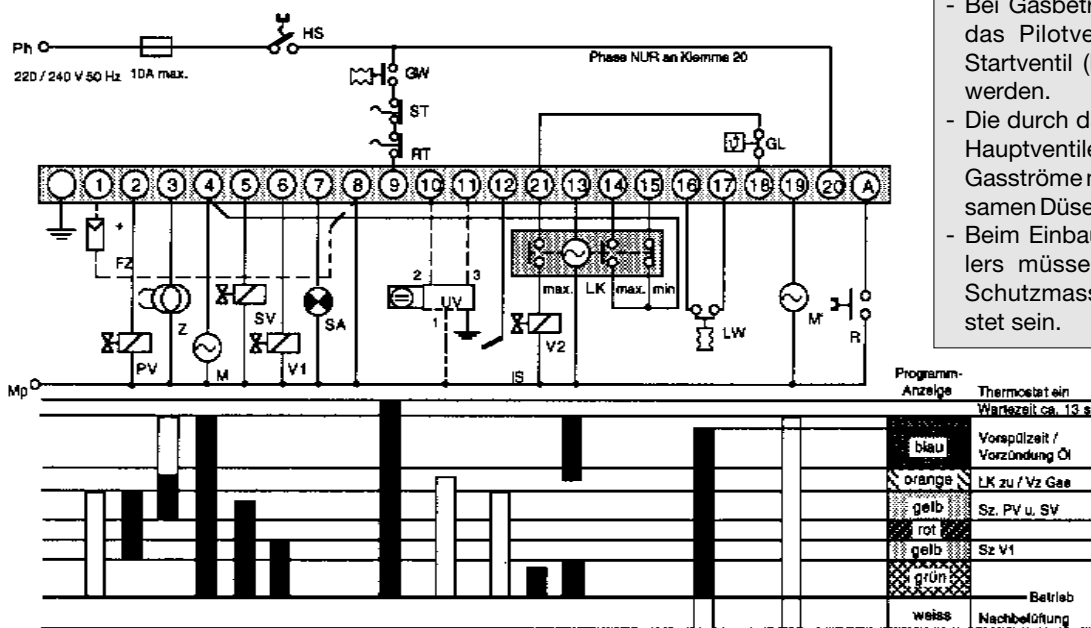 - Bei Gasbetr
das Pilotve
Startventil (
werden.
- Die durch d
Hauptventile
Gasströme n
samen Düse
- Beim Einbau
lers müsse
Schutzmass
stet sein.
Ph
HS
220 / 240 V 50 Hz
10A max.
Phase NUR an Klemme 20
GW
ST
RT
GL
1 2 3 4 5 6 7 8 9 10 11 12 21 13 14 15 16 17 18 19 20 A
+
FZ
Z
SV
SA
2
3
UV
1
max. LK max. min
PV
M
V1
IS
V2
LW
M'
R
Mp
Programm-
Anzeige
Thermostat ein
Wartezeit ca. 13 s
blau
Vorspülzeit /
Vorzündung Öl
orange
LK zu / Vz Gas
gelb
Sz. PV u. SV
rot
gelb
Sz V1
grün
Betrieb
weiss
Nachbelüftung